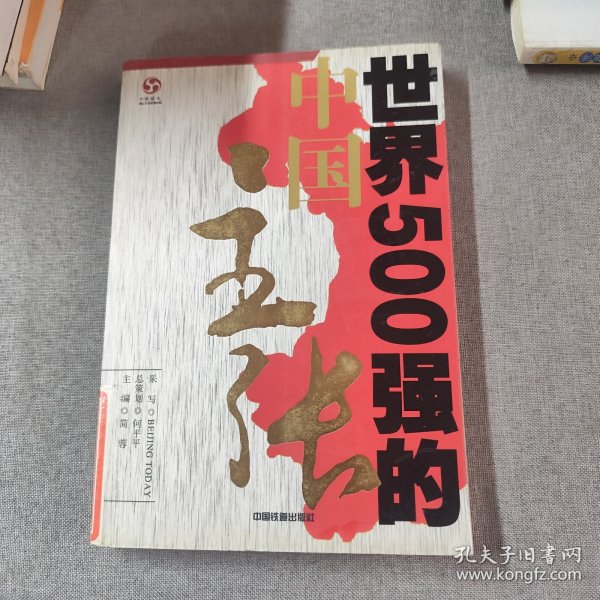 世界500强的
中国
主张
采写◎BEIJING TODAY
总策划◎何平平
主编◎简蓉
中国铁道出版社
孔夫子旧书网
www.kongfz.com